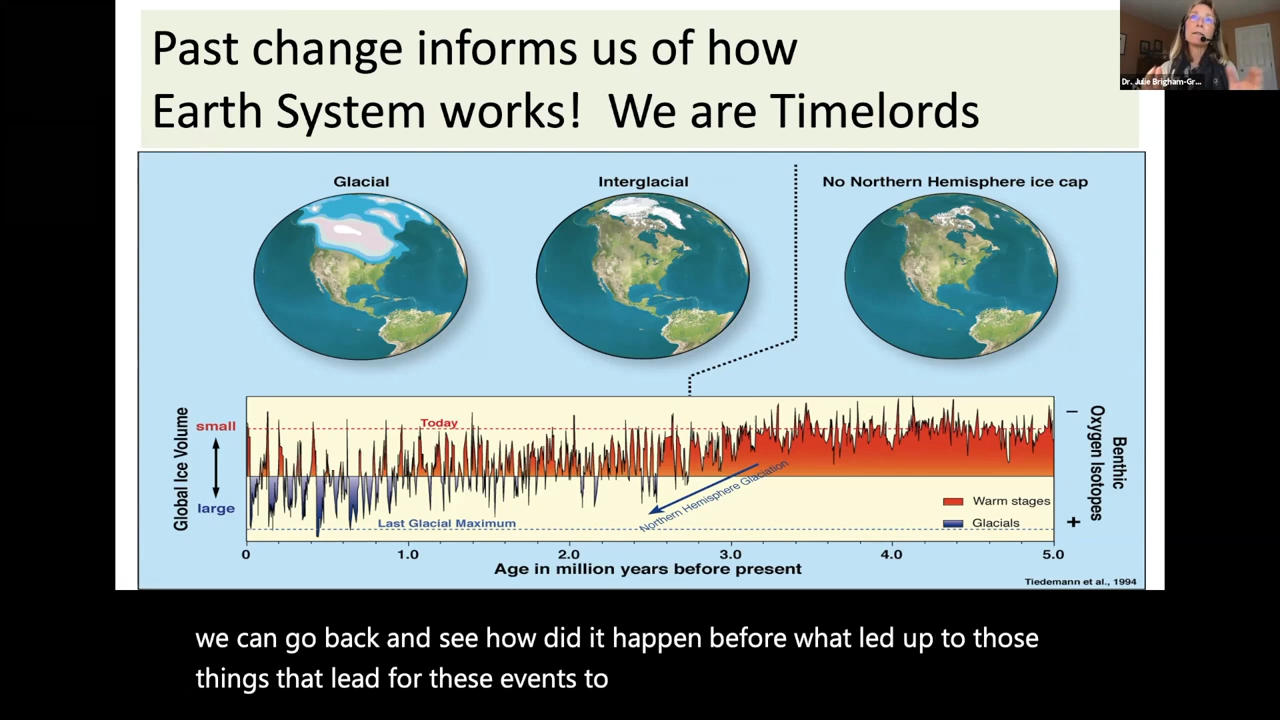 Past change informs us of how
Earth System works! We are Timelords
Dr. Julie Brigham-Gr...
Glacial
Interglacial
No Northern Hemisphere ice cap
Global Ice Volume
small
large
Today
Last Glacial Maximum
Northern Hemisphere Glaciation
Warm stages
Glacials
–
+
Benthic
Oxygen Isotopes
0
1.0
2.0
3.0
4.0
5.0
Age in million years before present
Tiedemann et al., 1994
we can go back and see how did it happen before what led up to those
things that lead for these events to